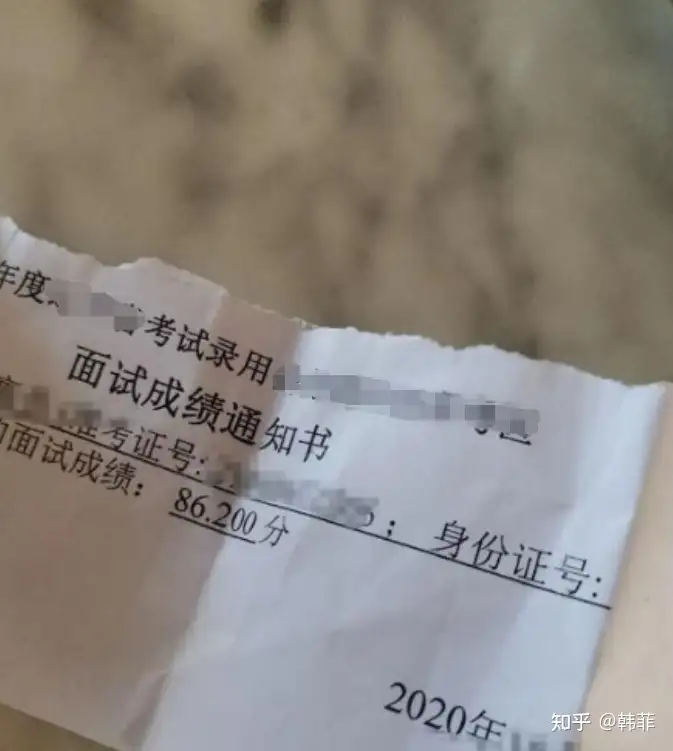 年度 考试录用
面试成绩通知书
准考证号: ; 身份证号:
面试成绩: 86.200分
2020年
知乎 @韩菲